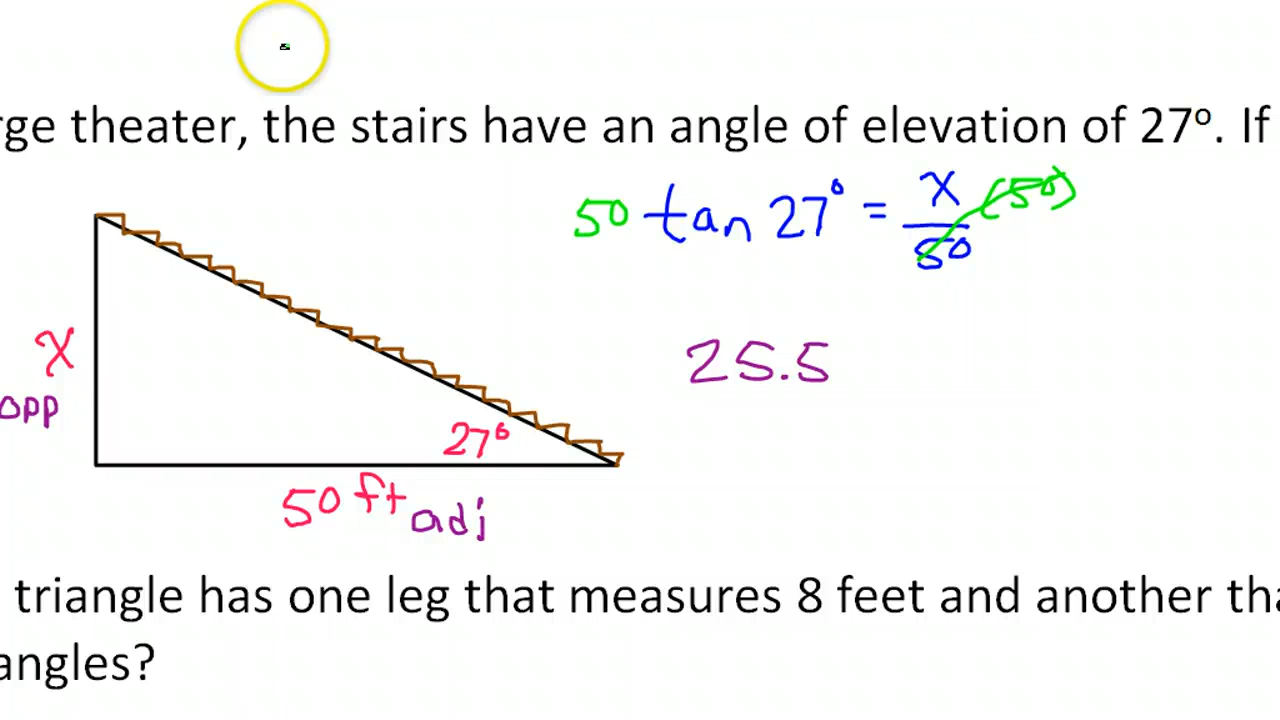 rge theater, the stairs have an angle of elevation of 27°. If
50 tan 27° = x/50 (50)
x
25.5
opp
27°
50 ft adj
triangle has one leg that measures 8 feet and another tha
angles?